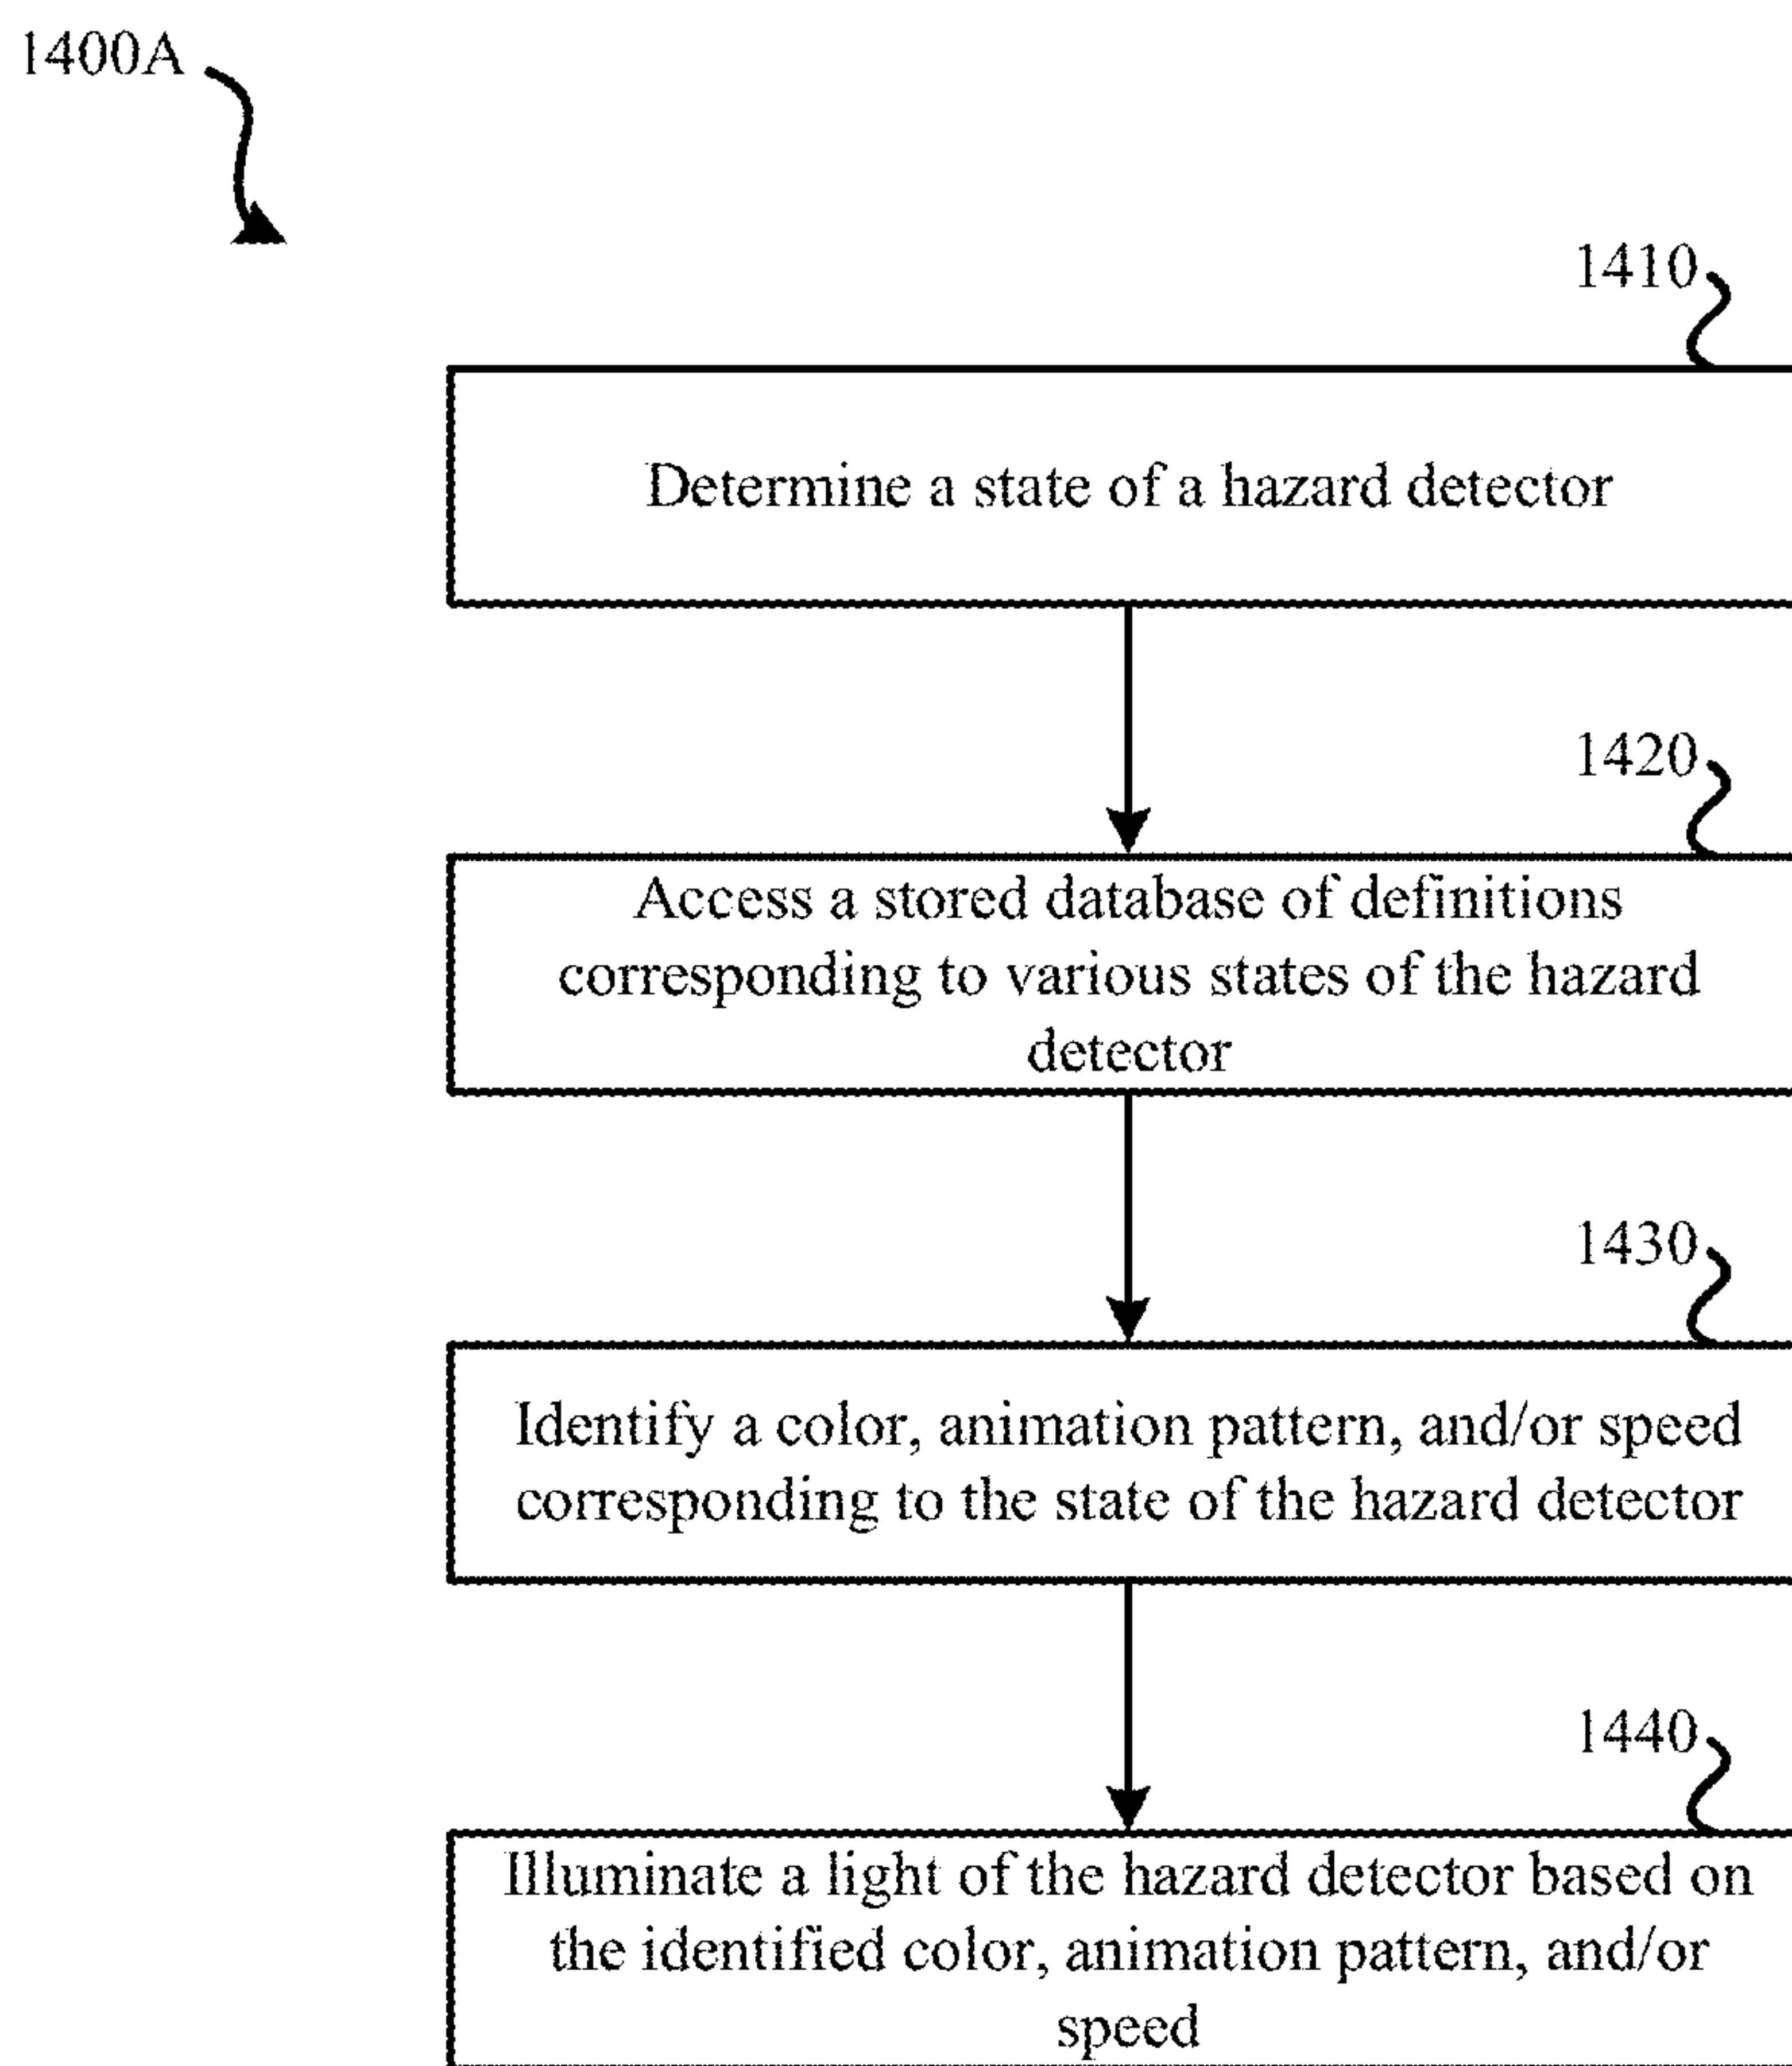 1400A
1410
Determine a state of a hazard detector
1420
Access a stored database of definitions
corresponding to various states of the hazard
detector
1430
Identify a color, animation pattern, and/or speed
corresponding to the state of the hazard detector
1440
Illuminate a light of the hazard detector based on
the identified color, animation pattern, and/or
speed